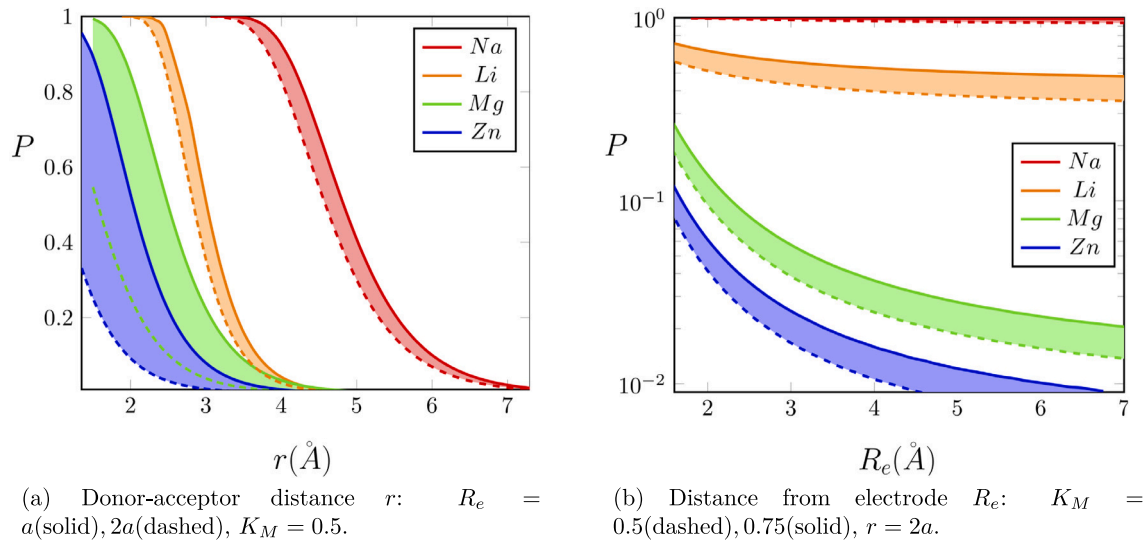 1
0.8
0.6
0.4
0.2
P
2
3
4
5
6
7
r(Å)
Na
Li
Mg
Zn
(a) Donor-acceptor distance r: R_e =
a(solid), 2a(dashed), K_M = 0.5.
10^0
10^{-1}
10^{-2}
P
2
3
4
5
6
7
R_e(Å)
Na
Li
Mg
Zn
(b) Distance from electrode R_e: K_M =
0.5(dashed), 0.75(solid), r = 2a.